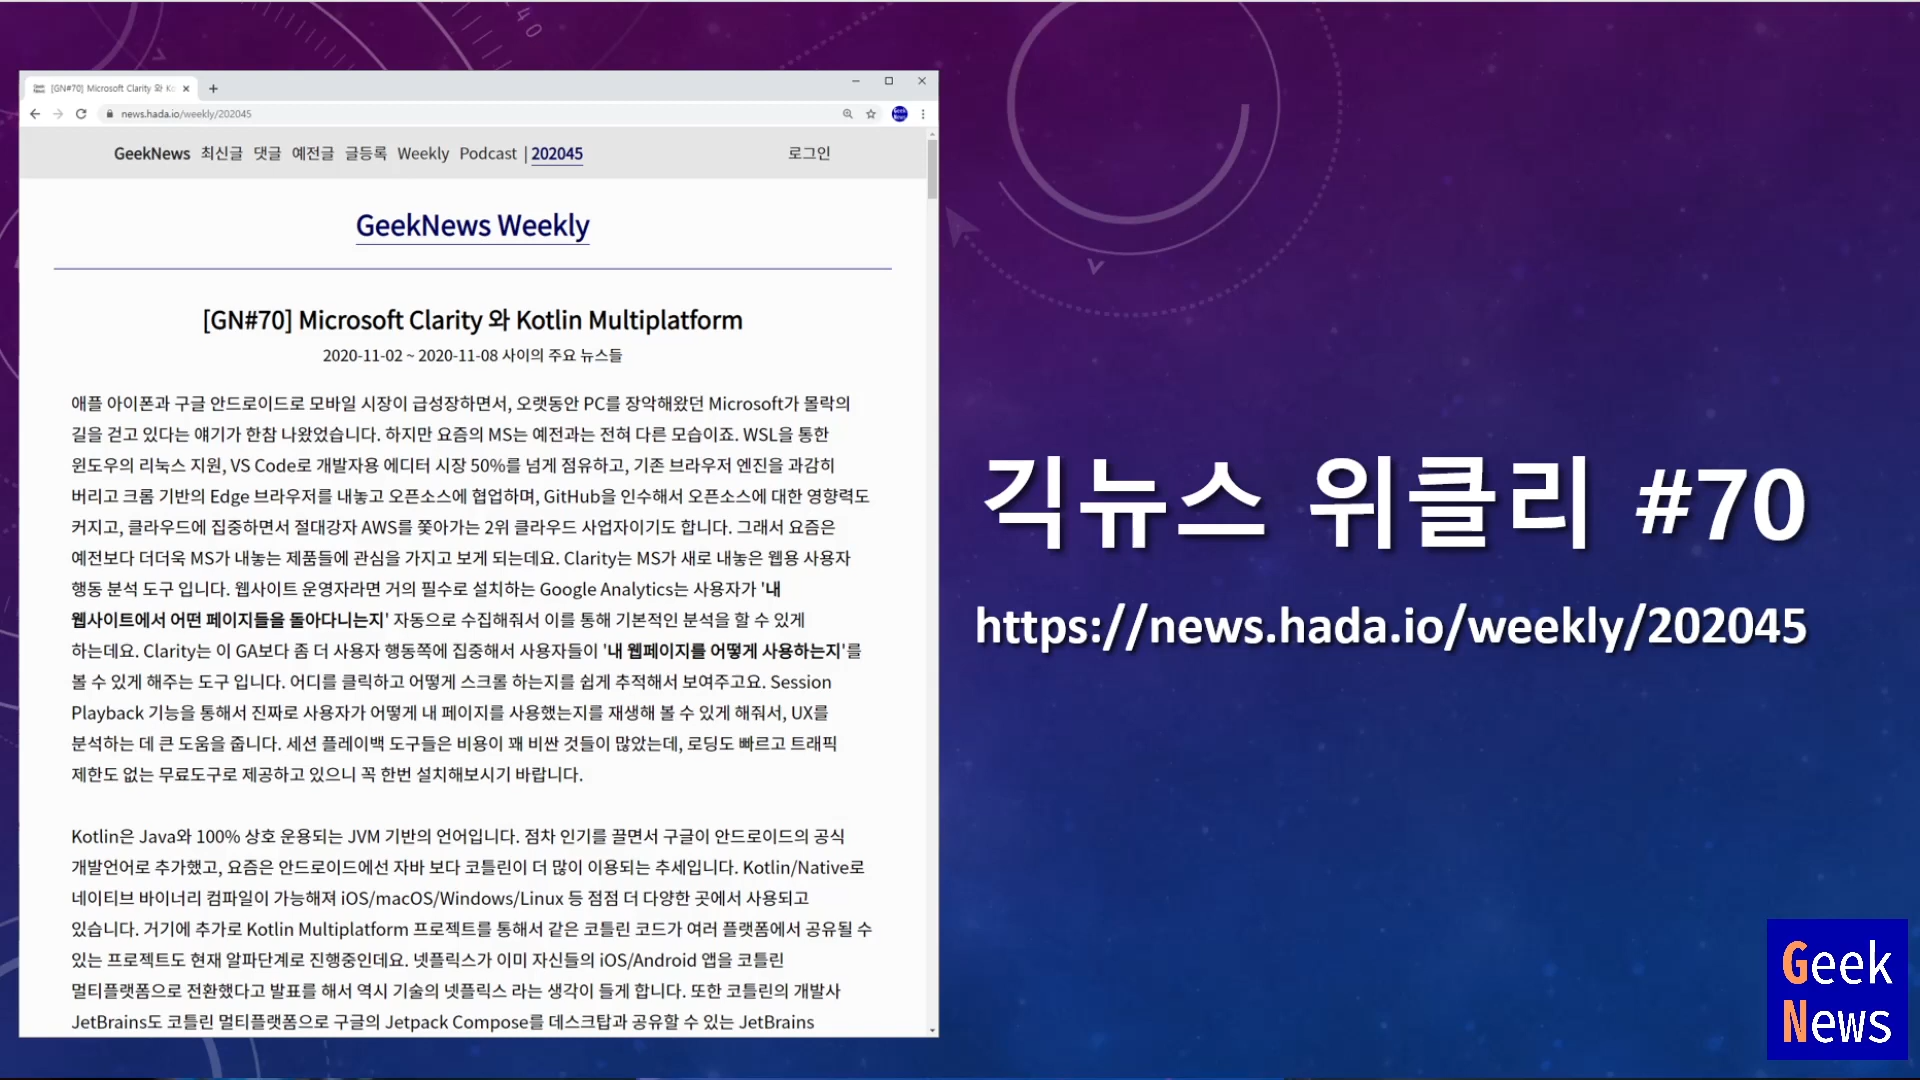 40
[GN#70] Microsoft Clarity 와 Ko
news.hada.io/weekly/202045
GeekNews 최신글 댓글 예전글 글등록 Weekly Podcast | 202045 로그인
GeekNews Weekly
[GN#70] Microsoft Clarity 와 Kotlin Multiplatform
2020-11-02 ~ 2020-11-08 사이의 주요 뉴스들
애플 아이폰과 구글 안드로이드로 모바일 시장이 급성장하면서, 오랫동안 PC를 장악해왔던 Microsoft가 몰락의
길을 걷고 있다는 얘기가 한참 나왔었습니다. 하지만 요즘의 MS는 예전과는 전혀 다른 모습이죠. WSL을 통한
윈도우의 리눅스 지원, VS Code로 개발자용 에디터 시장 50%를 넘게 점유하고, 기존 브라우저 엔진을 과감히
버리고 크롬 기반의 Edge 브라우저를 내놓고 오픈소스에 협업하며, GitHub을 인수해서 오픈소스에 대한 영향력도
커지고, 클라우드에 집중하면서 절대강자 AWS를 쫓아가는 2위 클라우드 사업자이기도 합니다. 그래서 요즘은
예전보다 더더욱 MS가 내놓는 제품들에 관심을 가지고 보게 되는데요. Clarity는 MS가 새로 내놓은 웹용 사용자
행동 분석 도구 입니다. 웹사이트 운영자라면 거의 필수로 설치하는 Google Analytics는 사용자가 '내
웹사이트에서 어떤 페이지들을 돌아다니는지' 자동으로 수집해줘서 이를 통해 기본적인 분석을 할 수 있게
하는데요. Clarity는 이 GA보다 좀 더 사용자 행동쪽에 집중해서 사용자들이 '내 웹페이지를 어떻게 사용하는지'를
볼 수 있게 해주는 도구 입니다. 어디를 클릭하고 어떻게 스크롤 하는지를 쉽게 추적해서 보여주고요. Session
Playback 기능을 통해서 진짜로 사용자가 어떻게 내 페이지를 사용했는지를 재생해 볼 수 있게 해줘서, UX를
분석하는 데 큰 도움을 줍니다. 세션 플레이백 도구들은 비용이 꽤 비싼 것들이 많았는데, 로딩도 빠르고 트래픽
제한도 없는 무료도구로 제공하고 있으니 꼭 한번 설치해보시기 바랍니다.
Kotlin은 Java와 100% 상호 운용되는 JVM 기반의 언어입니다. 점차 인기를 끌면서 구글이 안드로이드의 공식
개발언어로 추가했고, 요즘은 안드로이드에선 자바 보다 코틀린이 더 많이 이용되는 추세입니다. Kotlin/Native로
네이티브 바이너리 컴파일이 가능해져 iOS/macOS/Windows/Linux 등 점점 더 다양한 곳에서 사용되고
있습니다. 거기에 추가로 Kotlin Multiplatform 프로젝트를 통해서 같은 코틀린 코드가 여러 플랫폼에서 공유될 수
있는 프로젝트도 현재 알파단계로 진행중인데요. 넷플릭스가 이미 자신들의 iOS/Android 앱을 코틀린
멀티플랫폼으로 전환했다고 발표를 해서 역시 기술의 넷플릭스 라는 생각이 들게 합니다. 또한 코틀린의 개발사
JetBrains도 코틀린 멀티플랫폼으로 구글의 Jetpack Compose를 데스크탑과 공유할 수 있는 JetBrains
긱뉴스 위클리 #70
https://news.hada.io/weekly/202045
Geek
News